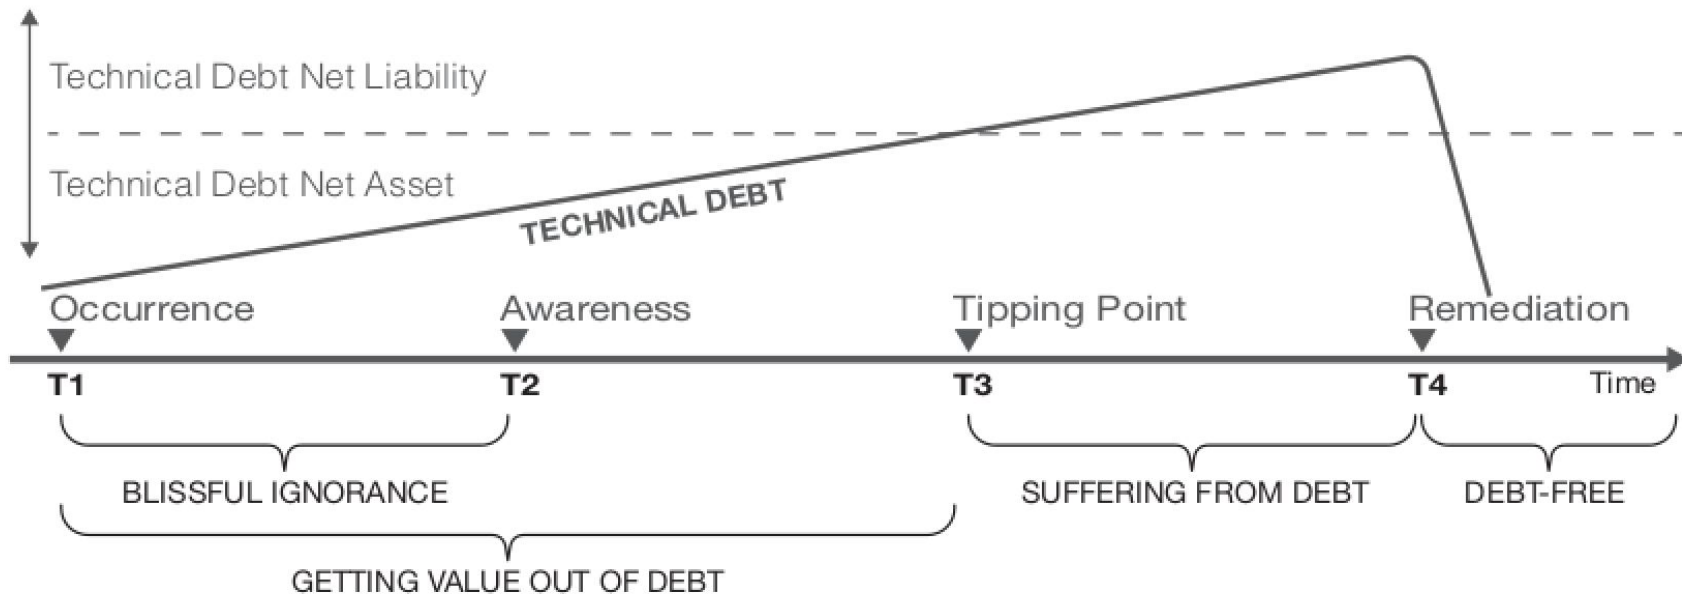 Technical Debt Net Liability
Technical Debt Net Asset
TECHNICAL DEBT
Occurrence
Awareness
Tipping Point
Remediation
T1
T2
T3
T4
Time
BLISSFUL IGNORANCE
SUFFERING FROM DEBT
DEBT-FREE
GETTING VALUE OUT OF DEBT